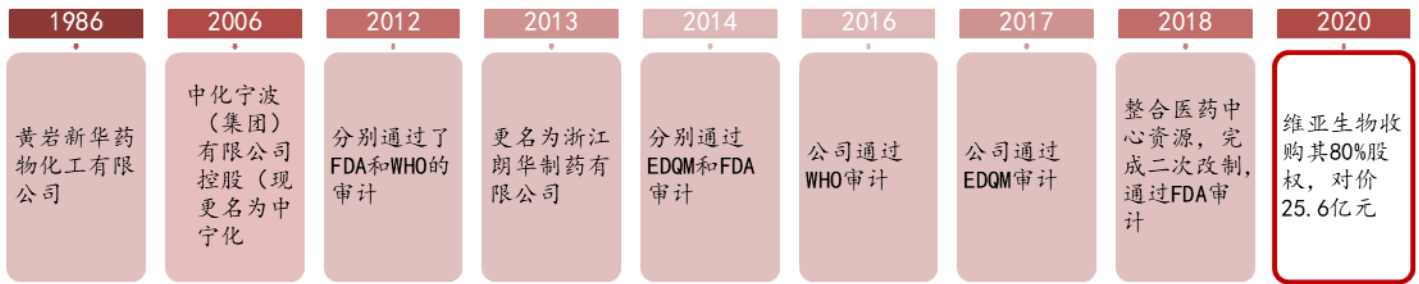 1986
2006
2012
2013
2014
2016
2017
2018
2020
黄岩新华药
物化工有限
公司
中化宁波
（集团）
有限公司
控股（现
更名为中
宁化
分别通过了
FDA和WHO的
审计
更名为浙江
朗华制药有
限公司
分别通过
EDQM和FDA
审计
公司通过
WHO审计
公司通过
EDQM审计
整合医药中
心资源，完
成二次改制，
通过FDA审
计
维亚生物收
购其80%股
权，对价
25.6亿元